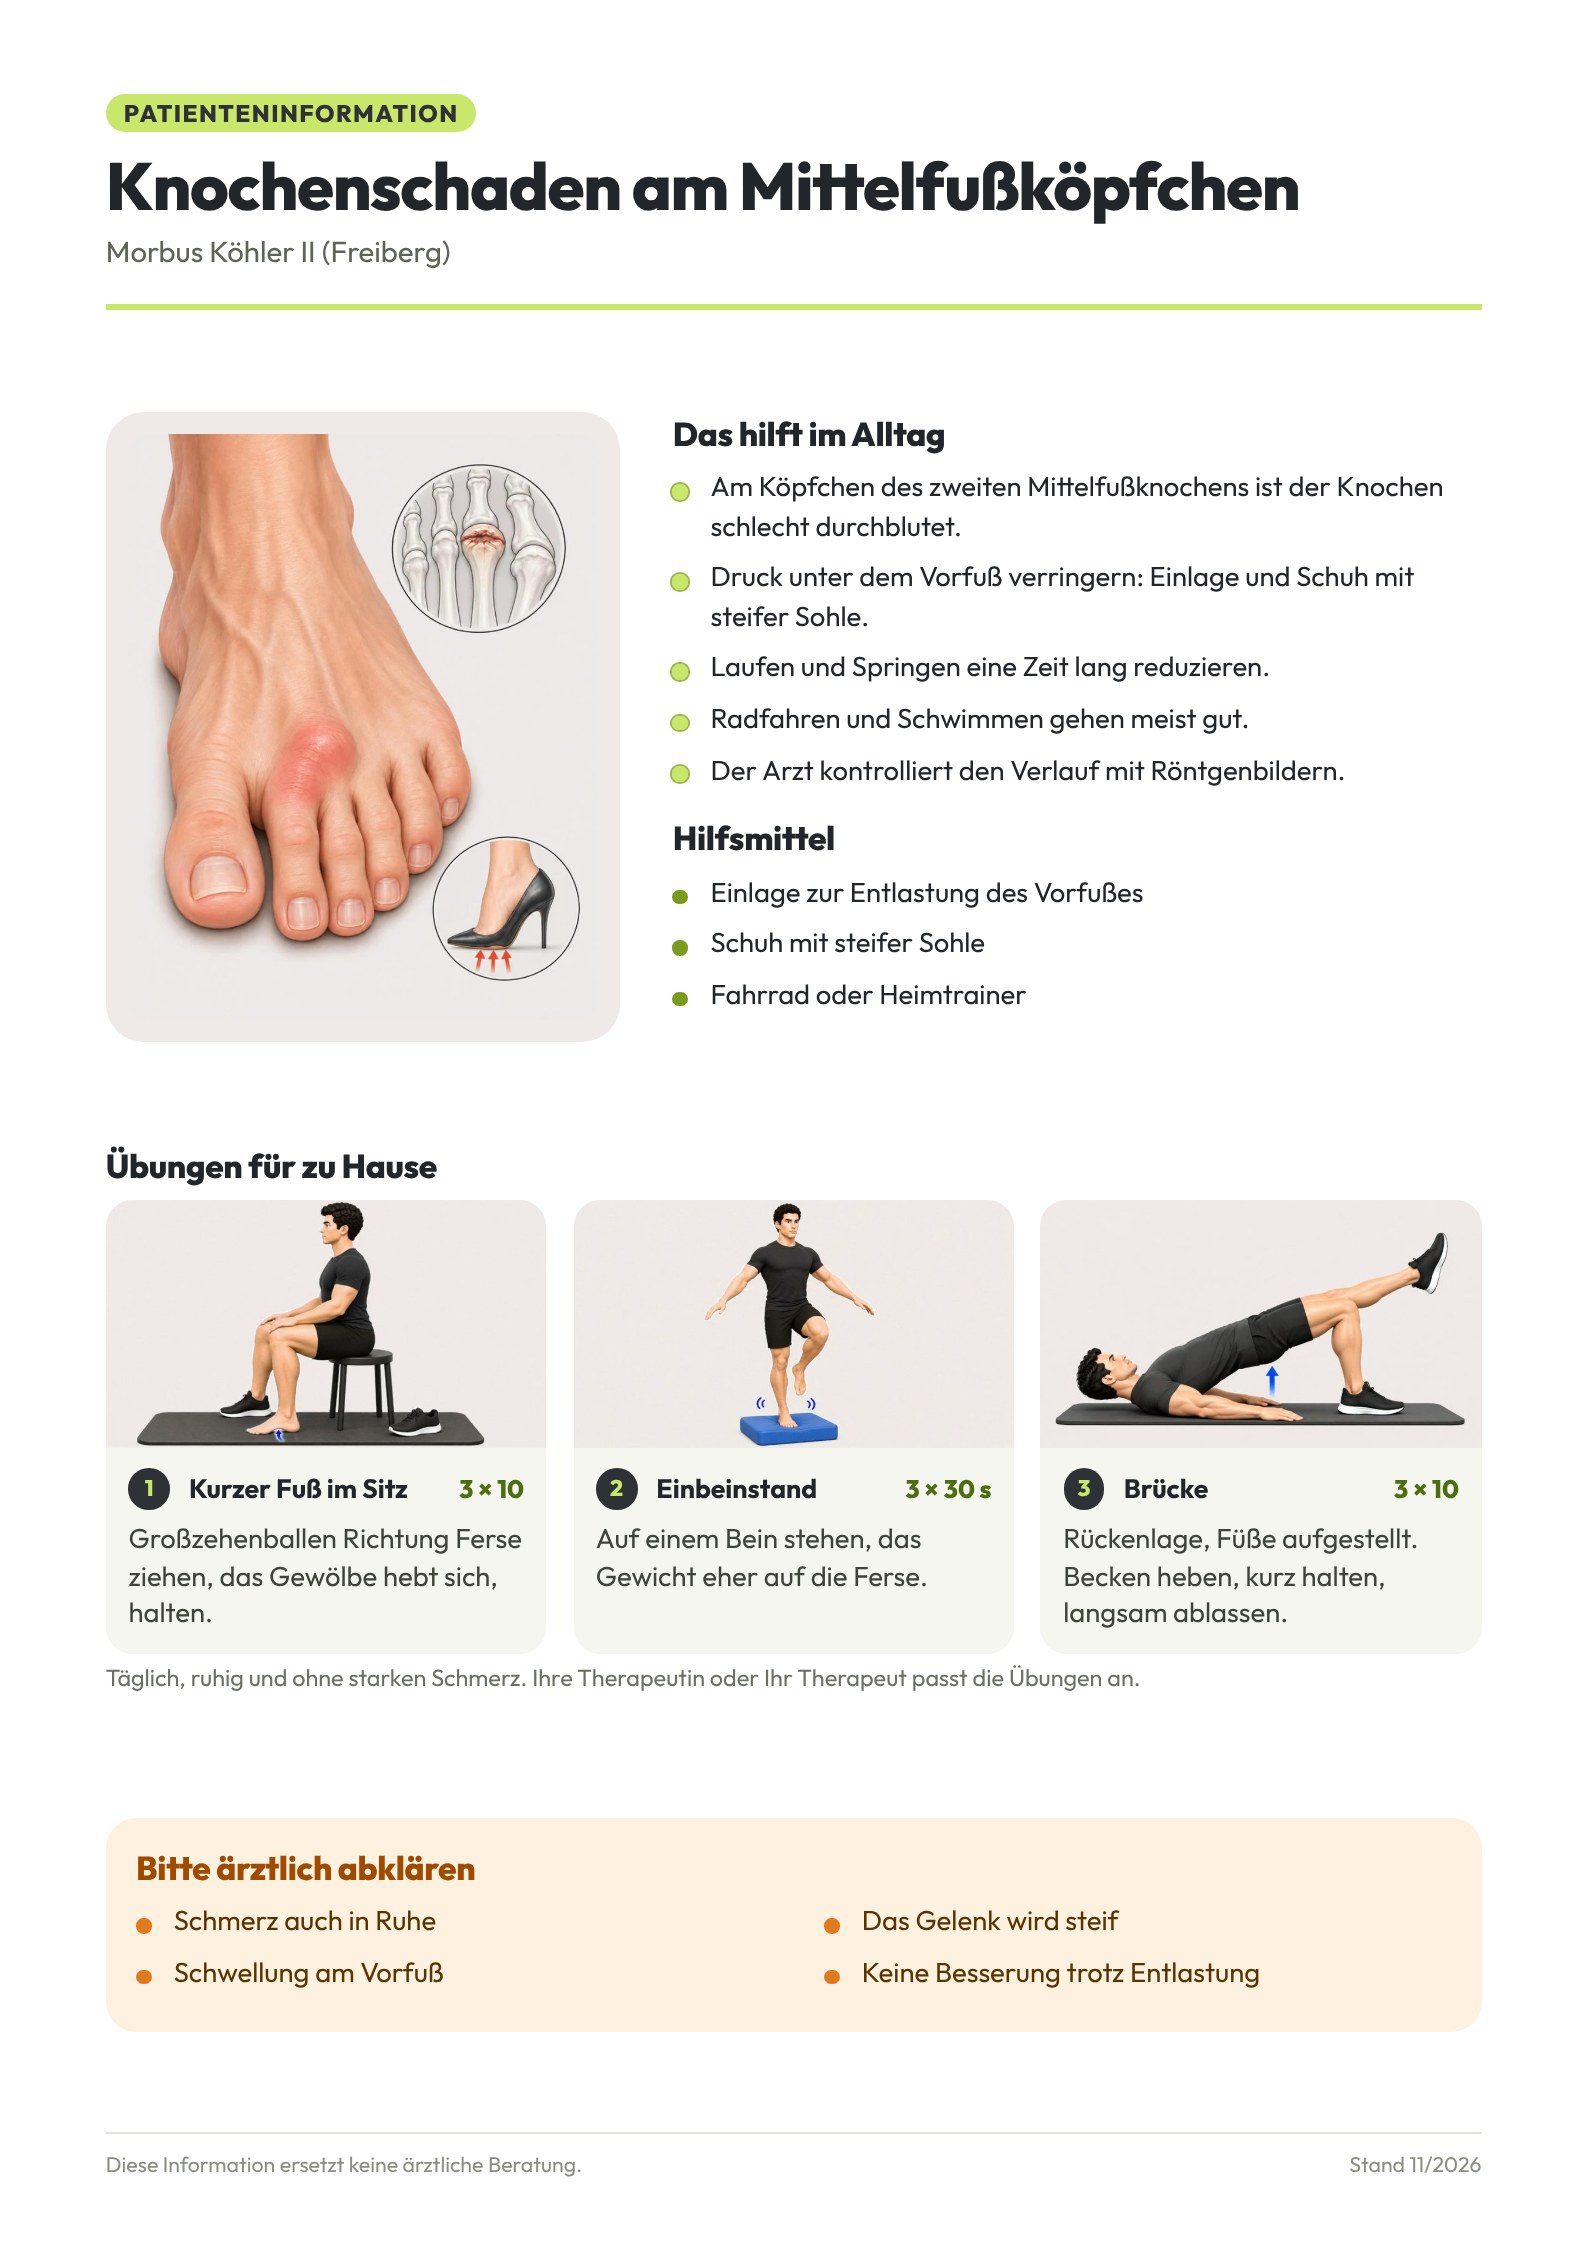 PATIENTENINFORMATION
Knochenschaden am Mittelfußköpfchen
Morbus Köhler II (Freiberg)
Das hilft im Alltag
Am Köpfchen des zweiten Mittelfußknochens ist der Knochen
schlecht durchblutet.
Druck unter dem Vorfuß verringern: Einlage und Schuh mit
steifer Sohle.
Laufen und Springen eine Zeit lang reduzieren.
Radfahren und Schwimmen gehen meist gut.
Der Arzt kontrolliert den Verlauf mit Röntgenbildern.
Hilfsmittel
Einlage zur Entlastung des Vorfußes
Schuh mit steifer Sohle
Fahrrad oder Heimtrainer
Übungen für zu Hause
1 Kurzer Fuß im Sitz 3 × 10
Großzehenballen Richtung Ferse
ziehen, das Gewölbe hebt sich,
halten.
2 Einbeinstand 3 × 30 s
Auf einem Bein stehen, das
Gewicht eher auf die Ferse.
3 Brücke 3 × 10
Rückenlage, Füße aufgestellt.
Becken heben, kurz halten,
langsam ablassen.
Täglich, ruhig und ohne starken Schmerz. Ihre Therapeutin oder Ihr Therapeut passt die Übungen an.
Bitte ärztlich abklären
Schmerz auch in Ruhe
Schwellung am Vorfuß
Das Gelenk wird steif
Keine Besserung trotz Entlastung
Diese Information ersetzt keine ärztliche Beratung.
Stand 11/2026